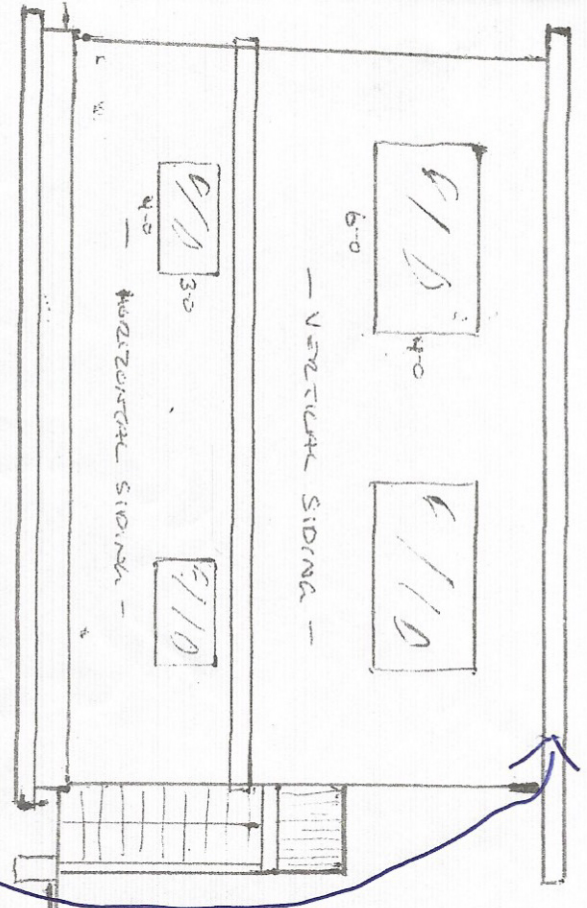 4-0
6-0
— VERTICAL SIDING —
3-0
4-0
— HORIZONTAL SIDING —